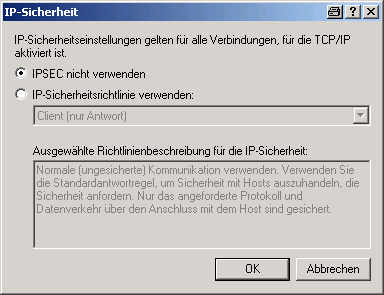 IP-Sicherheit
IP-Sicherheitseinstellungen gelten für alle Verbindungen, für die TCP/IP
aktiviert ist.
IPSEC nicht verwenden
IP-Sicherheitsrichtlinie verwenden:
Client (nur Antwort)
Ausgewählte Richtlinienbeschreibung für die IP-Sicherheit:
Normale (ungesicherte) Kommunikation verwenden. Verwenden Sie
die Standardantwortregel, um Sicherheit mit Hosts auszuhandeln, die
Sicherheit anfordern. Nur das angeforderte Protokoll und
Datenverkehr über den Anschluss mit dem Host sind gesichert.
OK
Abbrechen